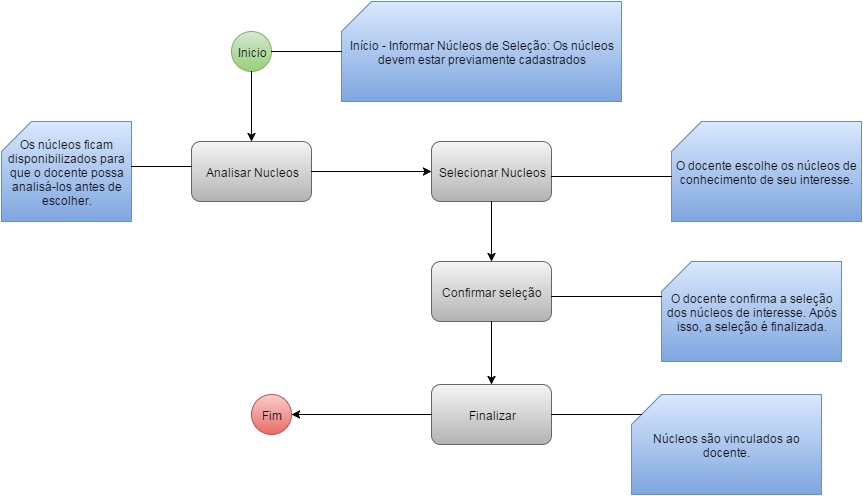 Inicio
Início - Informar Núcleos de Seleção: Os núcleos
devem estar previamente cadastrados
Os núcleos ficam
disponibilizados para
que o docente possa
analisá-los antes de
escolher.
Analisar Nucleos
Selecionar Nucleos
O docente escolhe os núcleos de
conhecimento de seu interesse.
Confirmar seleção
O docente confirma a seleção
dos núcleos de interesse. Após
isso, a seleção é finalizada.
Fim
Finalizar
Núcleos são vinculados ao
docente.